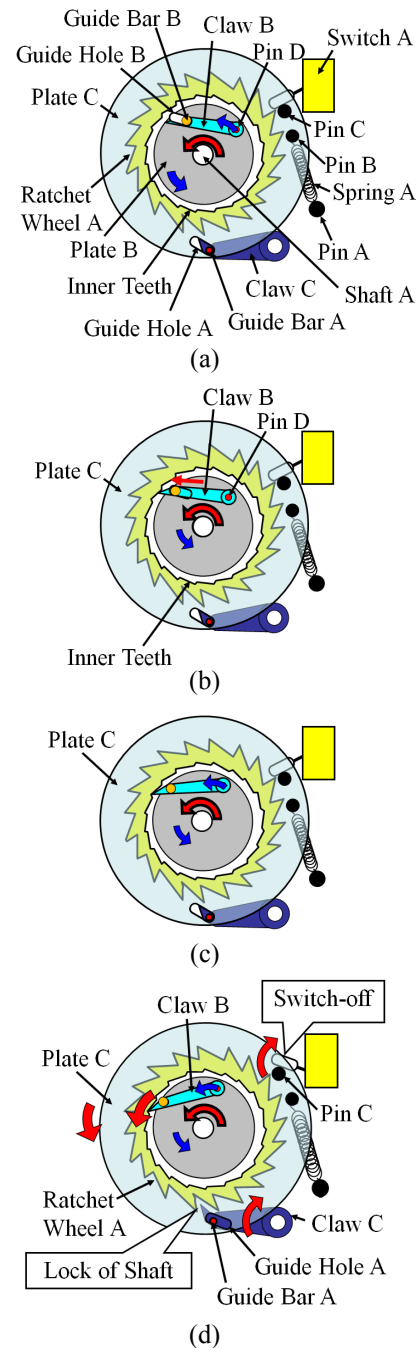 Guide Bar B
Claw B
Guide Hole B
Pin D
Switch A
Plate C
Pin C
Pin B
Ratchet
Wheel A
Spring A
Plate B
Pin A
Inner Teeth
Claw C
Shaft A
Guide Hole A
Guide Bar A
(a)
Claw B
Pin D
Plate C
Inner Teeth
(b)
Plate C
(c)
Switch-off
Claw B
Plate C
Pin C
Ratchet
Wheel A
Claw C
Lock of Shaft
Guide Hole A
Guide Bar A
(d)